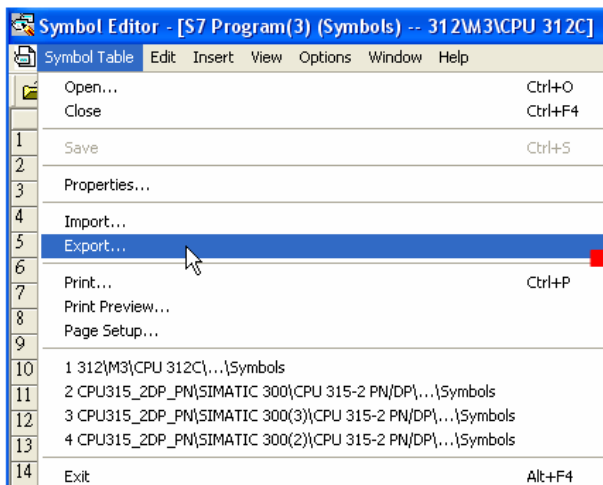 Symbol Editor - [S7 Program(3) (Symbols) -- 312\M3\CPU 312C]
Symbol Table Edit Insert View Options Window Help
Open... Ctrl+O
Close Ctrl+F4
1
Save Ctrl+S
2
Properties...
3
4
Import...
5
Export...
6
Print... Ctrl+P
7
Print Preview...
8
Page Setup...
9
10
1 312\M3\CPU 312C\...\Symbols
11
2 CPU315_2DP_PN\SIMATIC 300\CPU 315-2 PN/DP\...\Symbols
12
3 CPU315_2DP_PN\SIMATIC 300(3)\CPU 315-2 PN/DP\...\Symbols
13
4 CPU315_2DP_PN\SIMATIC 300(2)\CPU 315-2 PN/DP\...\Symbols
14
Exit Alt+F4